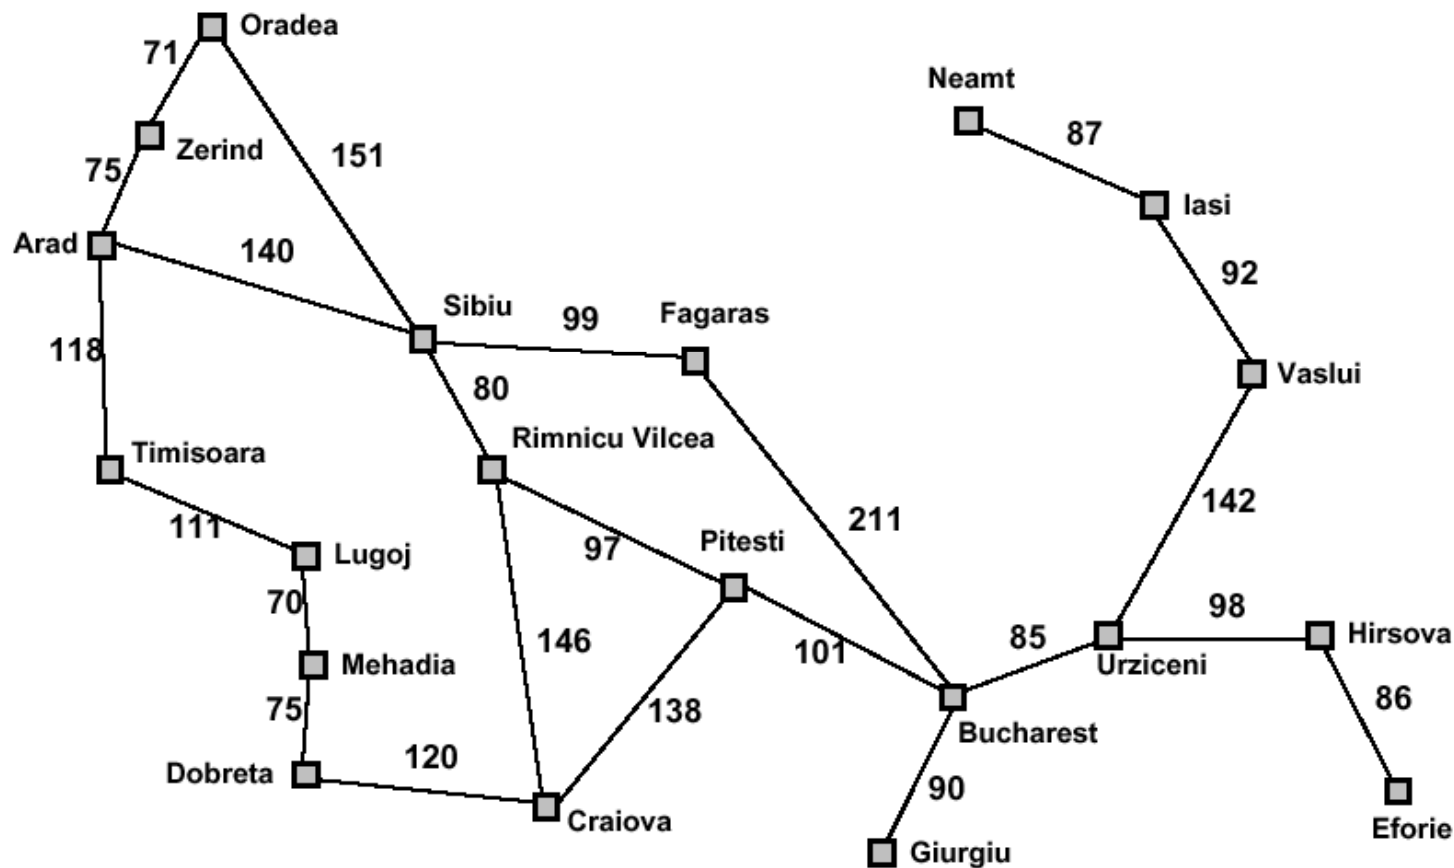 Oradea
71
Neamt
87
Zerind
151
75
Iasi
Arad
140
92
Sibiu
99
Fagaras
118
80
Vaslui
Rimnicu Vilcea
Timisoara
142
111
97
Pitesti
211
Lugoj
70
98
146
85
Hirsova
101
Urziceni
Mehadia
75
138
86
Bucharest
Dobreta
120
90
Craiova
Eforie
Giurgiu